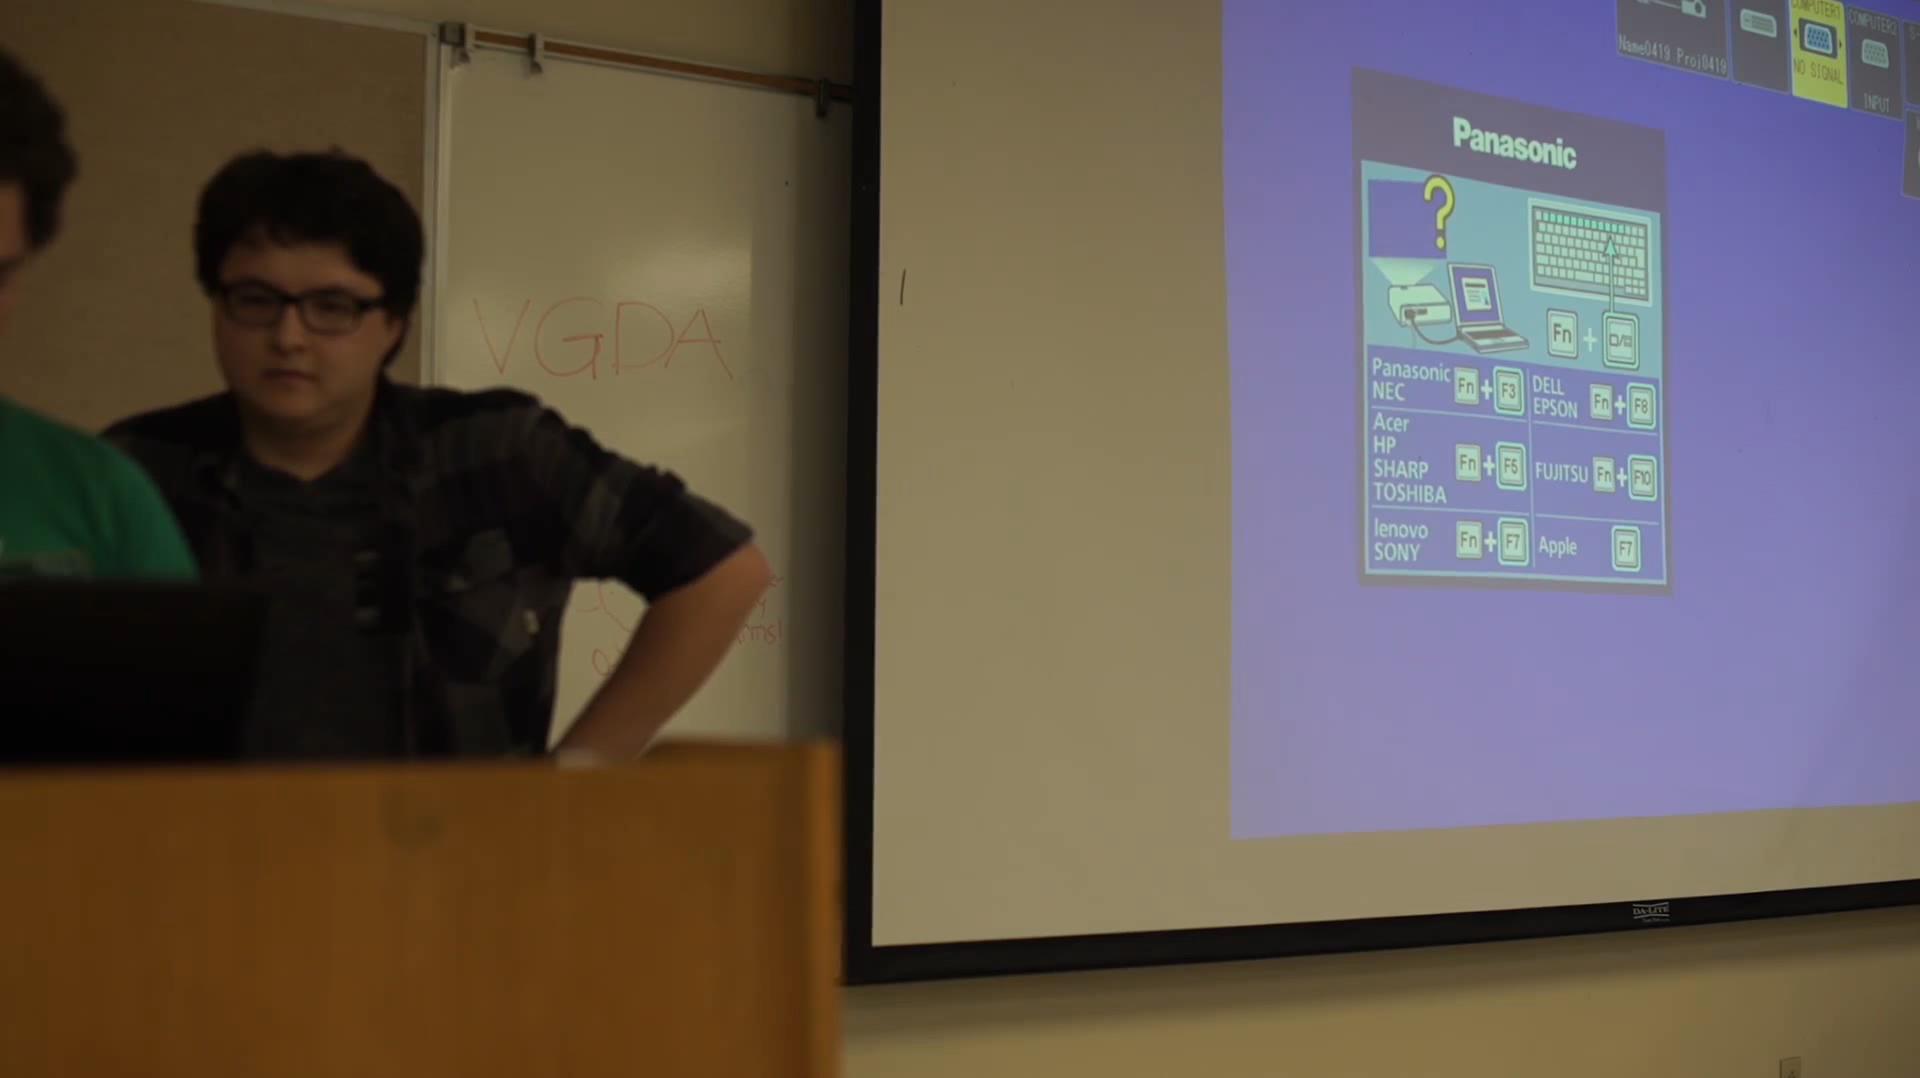 VGDA
Name0419 Proj0419
COMPUTER1
NO SIGNAL
COMPUTER2
INPUT
Panasonic
?
Fn + 
Panasonic
NEC
Fn + F3
DELL
EPSON
Fn + F8
Acer
HP
SHARP
TOSHIBA
Fn + F5
FUJITSU
Fn + F10
lenovo
SONY
Fn + F7
Apple
F7
DA-LITE